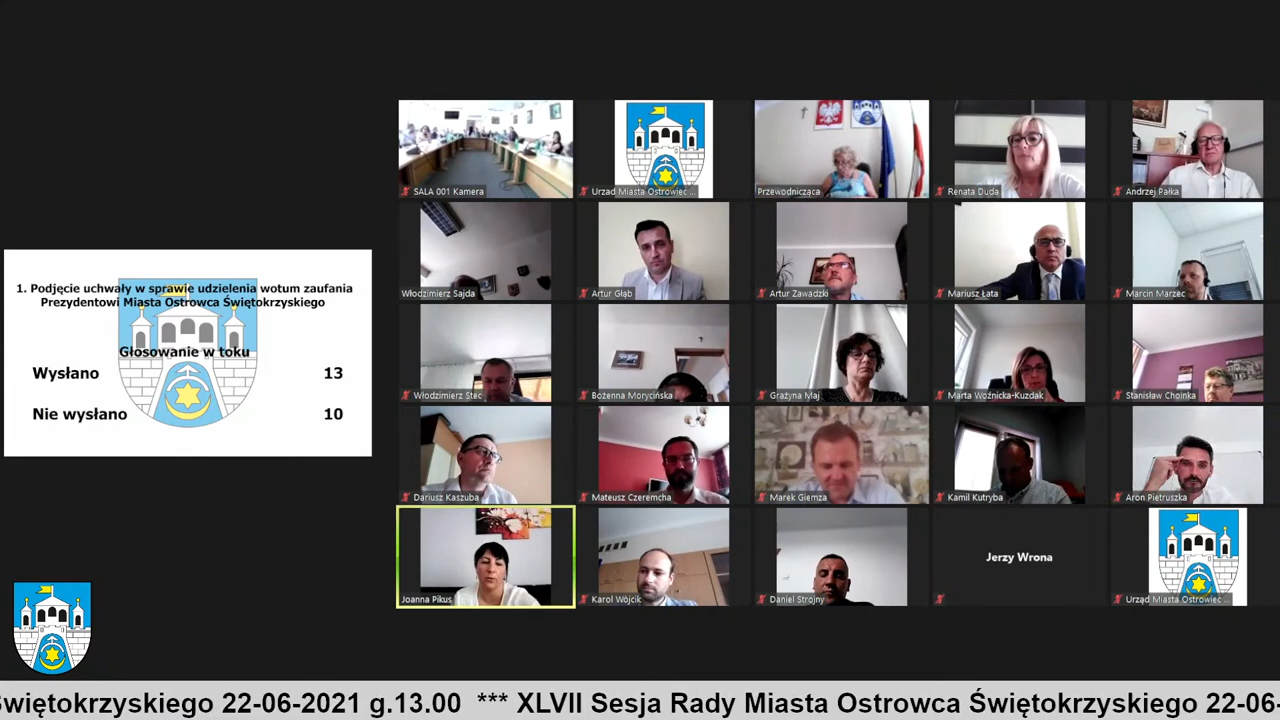 SALA 001 Kamera
Urząd Miasta Ostrowiec ...
Przewodnicząca
Renata Duda
Andrzej Pałka
Włodzimierz Sajda
Artur Głąb
Artur Zawadzki
Mariusz Łata
Marcin Marzec
1. Podjęcie uchwały w sprawie udzielenia wotum zaufania
Prezydentowi Miasta Ostrowca Świętokrzyskiego
Głosowanie w toku
Wysłano 13
Nie wysłano 10
Włodzimierz Stec
Bożenna Morycińska
Grażyna Maj
Marta Woźnicka-Kuzdak
Stanisław Choinka
Dariusz Kaszuba
Mateusz Czeremcha
Marek Giemza
Kamil Kutryba
Aron Pietruszka
Joanna Pikus
Karol Wójcik
Daniel Strojny
Jerzy Wrona
Urząd Miasta Ostrowiec ...
Świętokrzyskiego 22-06-2021 g.13.00 *** XLVII Sesja Rady Miasta Ostrowca Świętokrzyskiego 22-06-